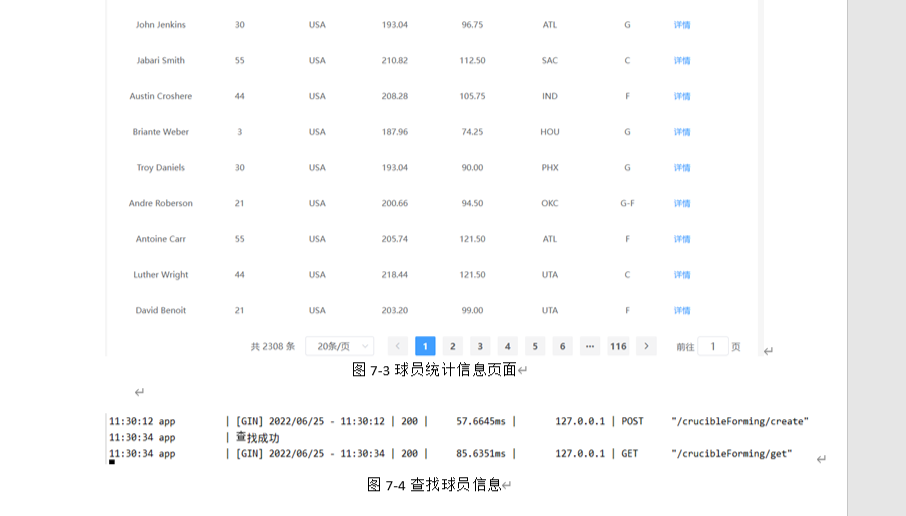 John Jenkins 30 USA 193.04 96.75 ATL G 详情
Jabari Smith 55 USA 210.82 112.50 SAC C 详情
Austin Croshere 44 USA 208.28 105.75 IND F 详情
Briante Weber 3 USA 187.96 74.25 HOU G 详情
Troy Daniels 30 USA 193.04 90.00 PHX G 详情
Andre Roberson 21 USA 200.66 94.50 OKC G-F 详情
Antoine Carr 55 USA 205.74 121.50 ATL F 详情
Luther Wright 44 USA 218.44 121.50 UTA C 详情
David Benoit 21 USA 203.20 99.00 UTA F 详情
共 2308 条 20条/页 < 1 2 3 4 5 6 ··· 116 > 前往 1 页 ↵
图 7-3 球员统计信息页面↵
↵
11:30:12 app | [GIN] 2022/06/25 - 11:30:12 | 200 | 57.6645ms | 127.0.0.1 | POST "/crucibleForming/create"
11:30:34 app | 查找成功
11:30:34 app | [GIN] 2022/06/25 - 11:30:34 | 200 | 85.6351ms | 127.0.0.1 | GET "/crucibleForming/get" ↵
图 7-4 查找球员信息↵